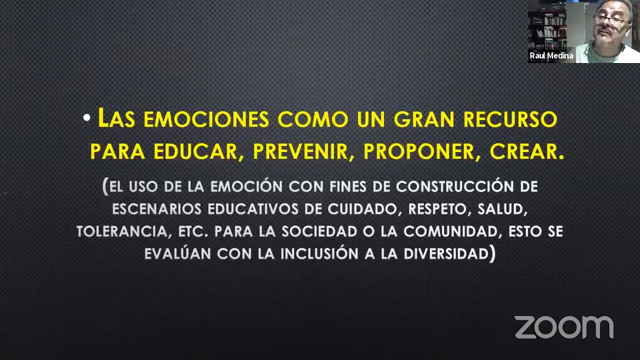 Raul Medina
• Las emociones como un gran recurso
para educar, prevenir, proponer, crear.
(el uso de la emoción con fines de construcción de
escenarios educativos de cuidado, respeto, salud,
tolerancia, etc. para la sociedad o la comunidad, esto se
evalúan con la inclusión a la diversidad)
zoom